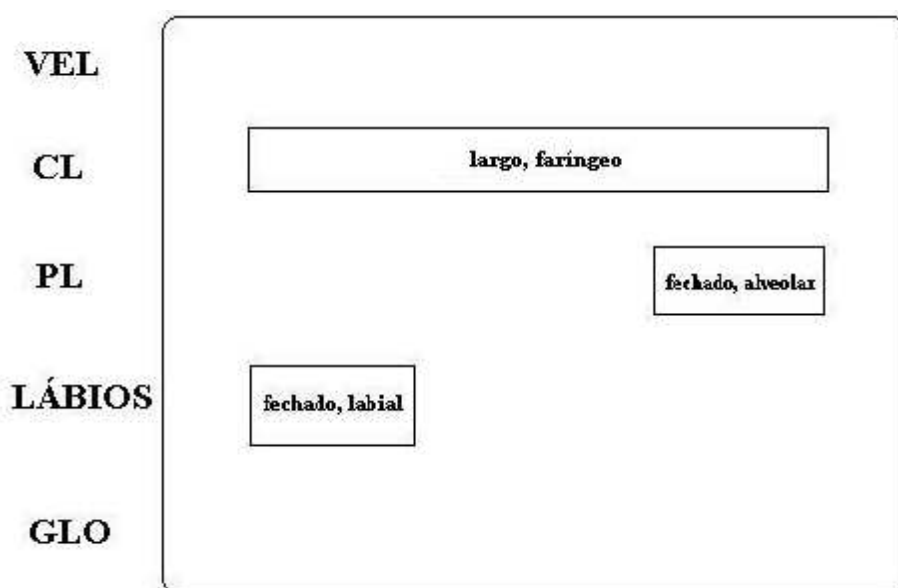 VEL
CL
largo, faríngeo
PL
fechado, alveolar
LÁBIOS
fechado, labial
GLO